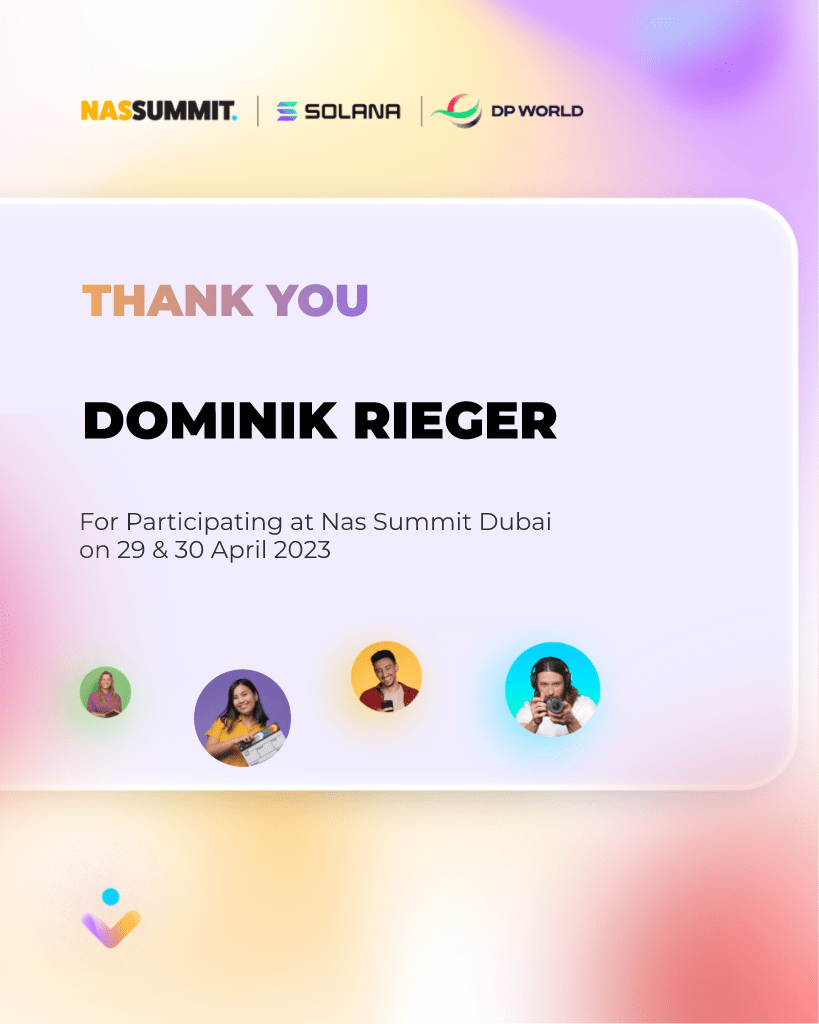 NASSUMMIT. | SOLANA | DP WORLD
THANK YOU
DOMINIK RIEGER
For Participating at Nas Summit Dubai
on 29 & 30 April 2023